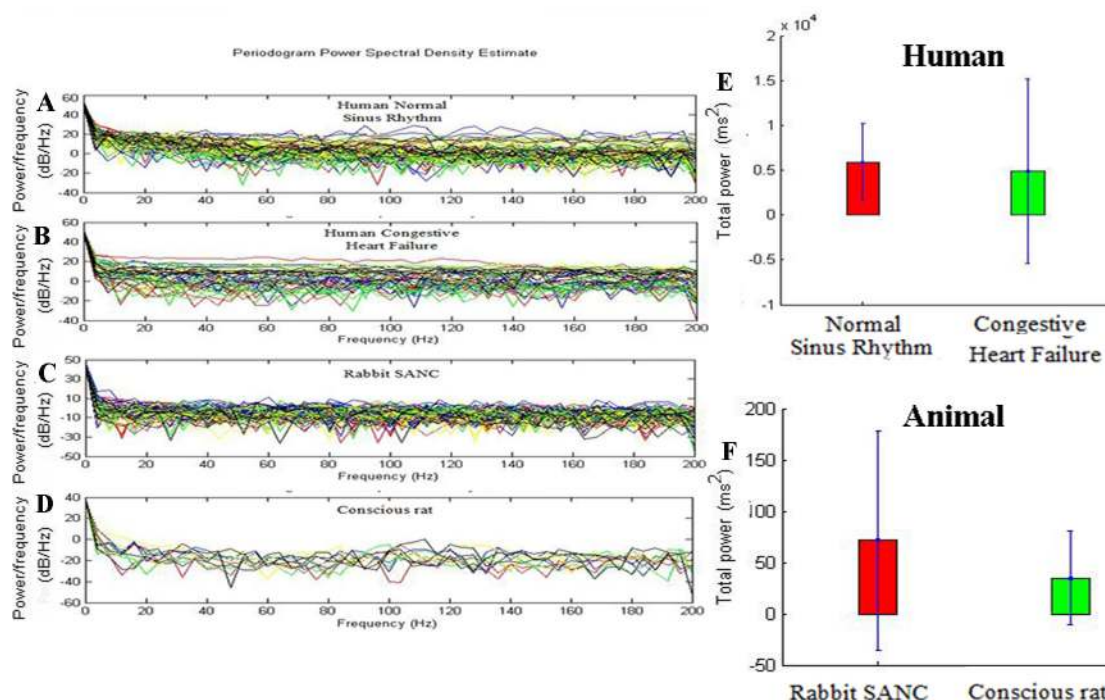 Periodogram Power Spectral Density Estimate
A
Power/frequency
(dB/Hz)
60
40
20
0
-20
-40
Human Normal
Sinus Rhythm
0 20 40 60 80 100 120 140 160 180 200
B
Power/frequency
(dB/Hz)
60
40
20
0
-20
-40
Human Congestive
Heart Failure
0 20 40 60 80 100 120 140 160 180 200
Frequency (Hz)
C
Power/frequency
(dB/Hz)
50
30
10
-10
-30
-50
Rabbit SANC
0 20 40 60 80 100 120 140 160 180 200
Frequency (Hz)
D
Power/frequency
(dB/Hz)
40
20
0
-20
-40
-60
Conscious rat
0 20 40 60 80 100 120 140 160 180 200
Frequency (Hz)
E
Human
x 10⁴
Total power (ms²)
2
1.5
1
0.5
0
-0.5
-1
Normal
Sinus Rhythm
Congestive
Heart Failure
F
Animal
Total power (ms²)
200
150
100
50
0
-50
Rabbit SANC Conscious rat